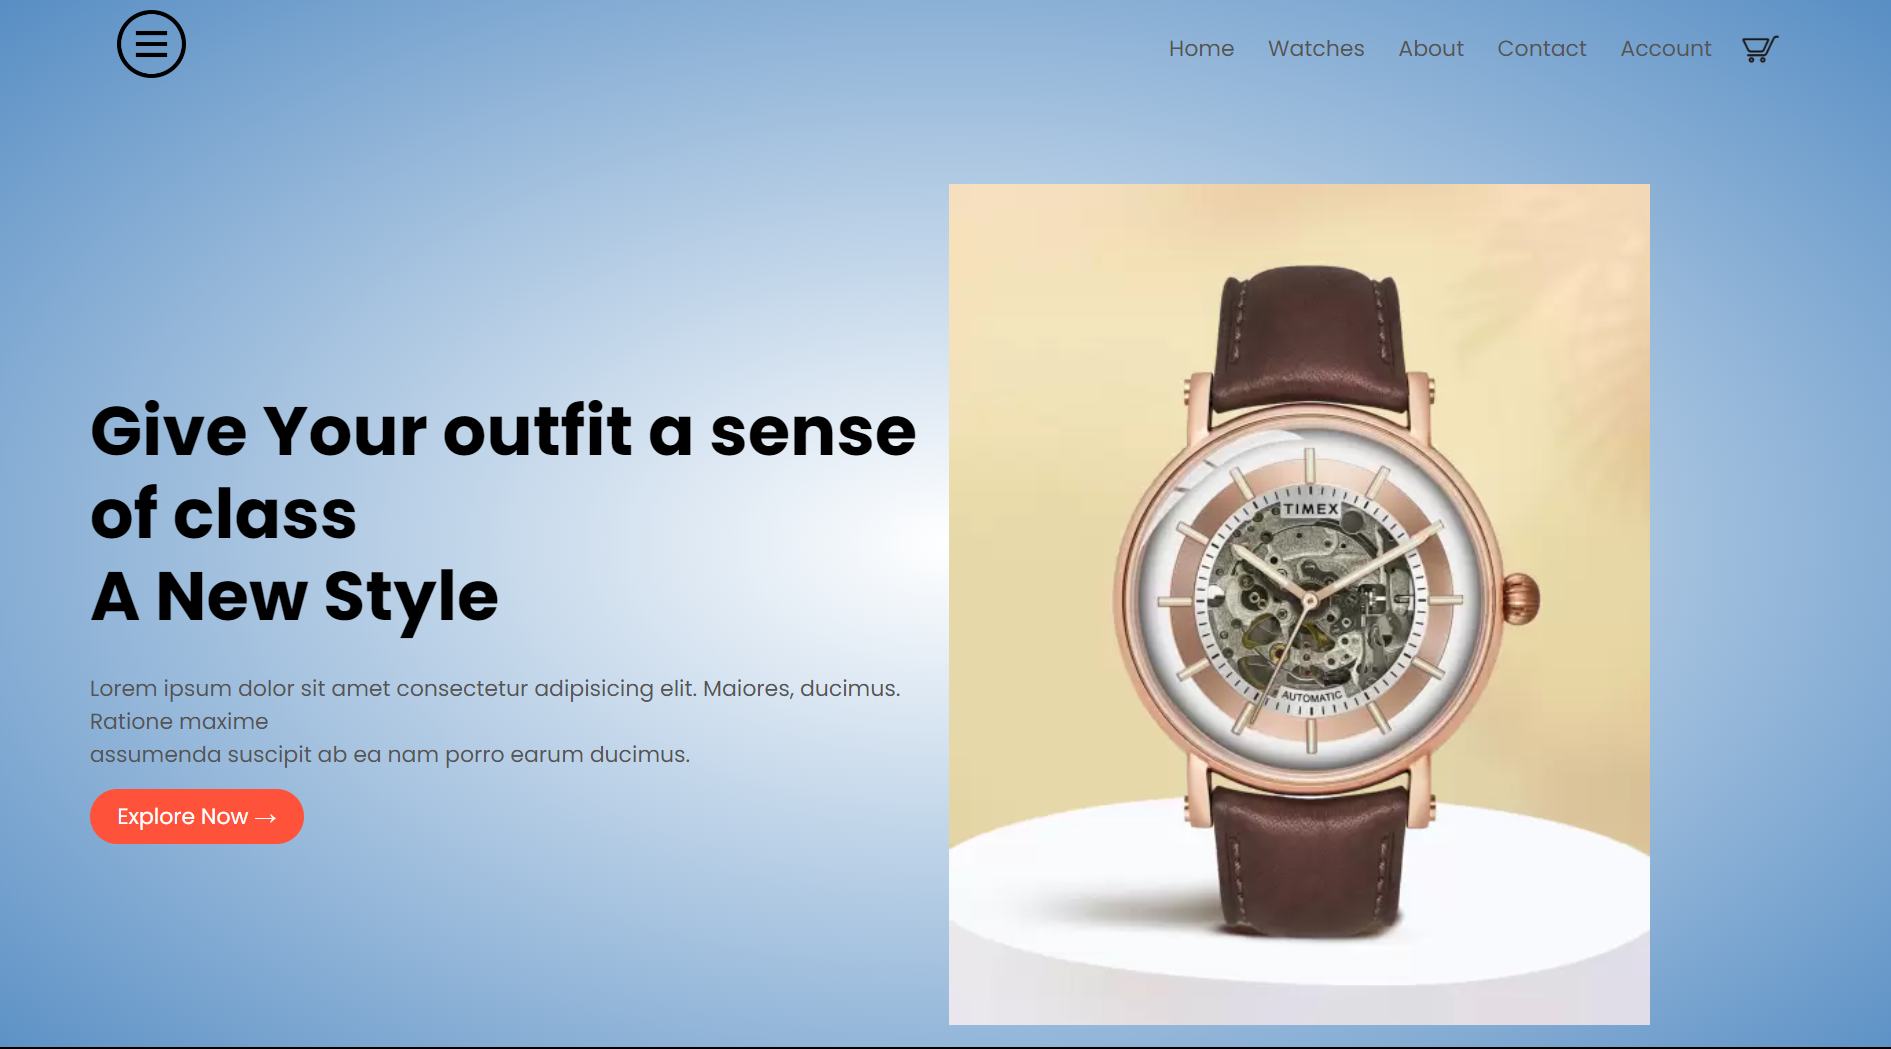 Home Watches About Contact Account
Give Your outfit a sense
of class
A New Style
Lorem ipsum dolor sit amet consectetur adipisicing elit. Maiores, ducimus.
Ratione maxime
assumenda suscipit ab ea nam porro earum ducimus.
Explore Now →
TIMEX
AUTOMATIC